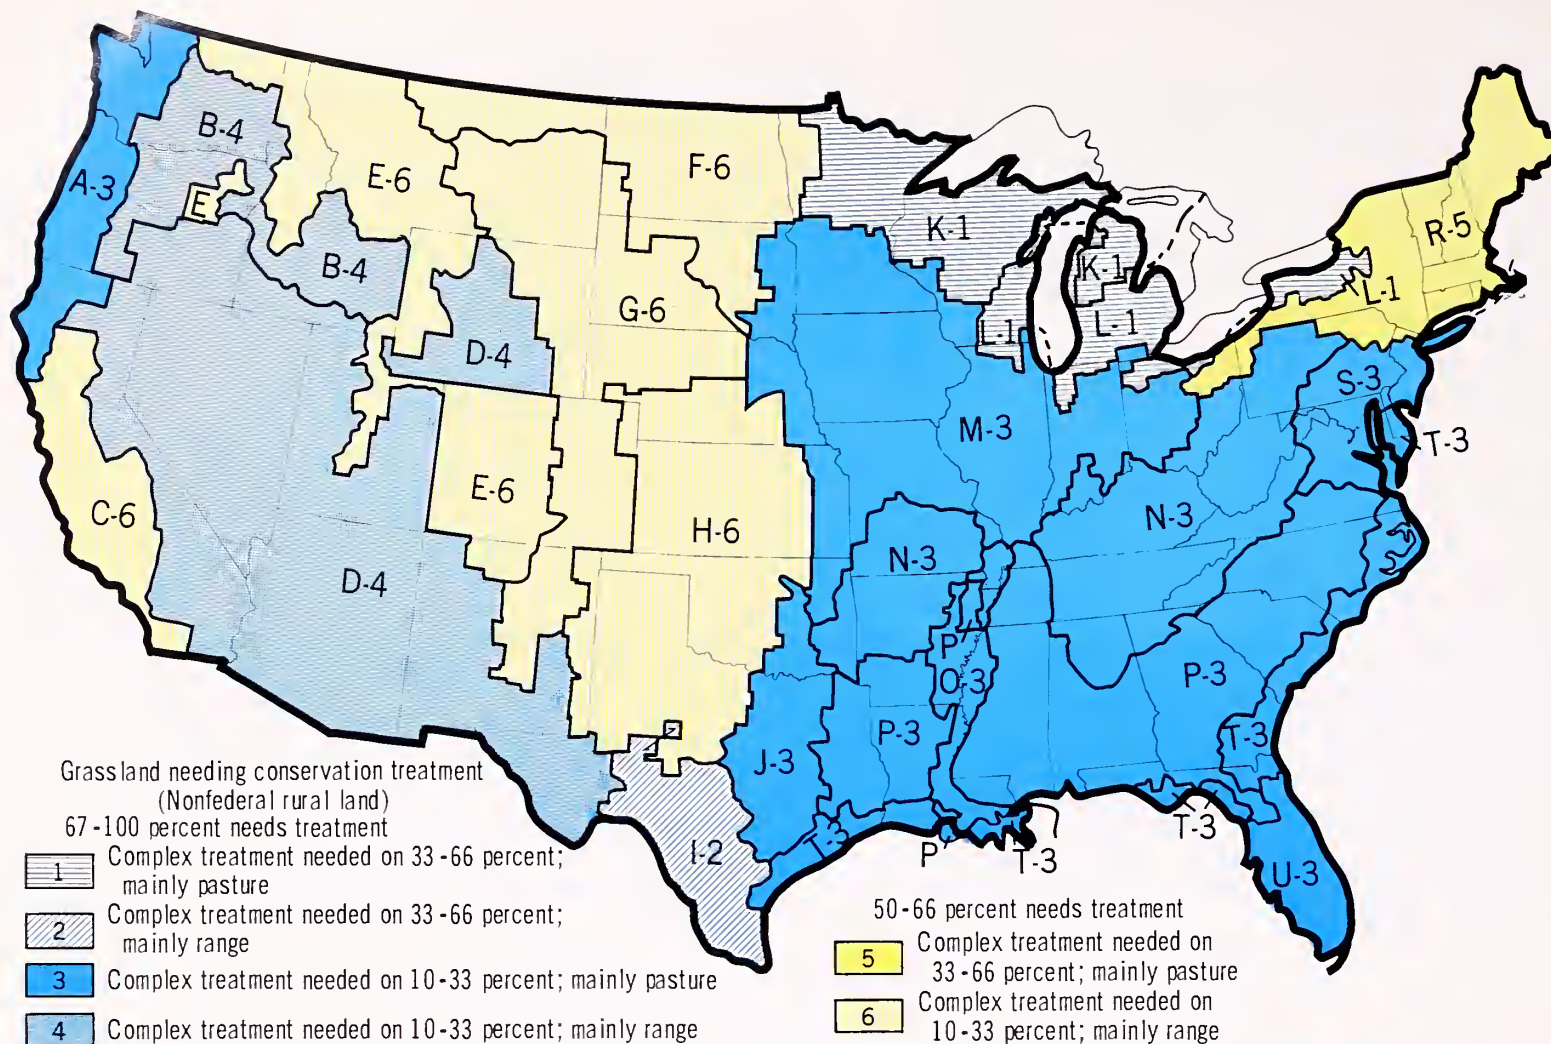 B-4
F-6
E-6
A-3
E
R-5
K-1
B-4
K-1
L-1
G-6
L-1
L-1
D-4
S-3
M-3
T-3
E-6
C-6
N-3
H-6
N-3
D-4
P'
O-3
P-3
P-3
T-3
J-3
T-3
I-2
P'
T-3
T-3
U-3
Grassland needing conservation treatment
(Nonfederal rural land)
67-100 percent needs treatment
1 Complex treatment needed on 33-66 percent;
mainly pasture
2 Complex treatment needed on 33-66 percent;
mainly range
3 Complex treatment needed on 10-33 percent; mainly pasture
4 Complex treatment needed on 10-33 percent; mainly range
50-66 percent needs treatment
5 Complex treatment needed on
33-66 percent; mainly pasture
6 Complex treatment needed on
10-33 percent; mainly range